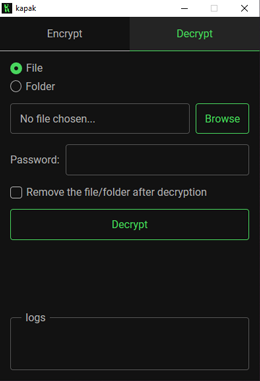 kapak
Encrypt Decrypt
File
Folder
No file chosen... Browse
Password:
Remove the file/folder after decryption
Decrypt
logs